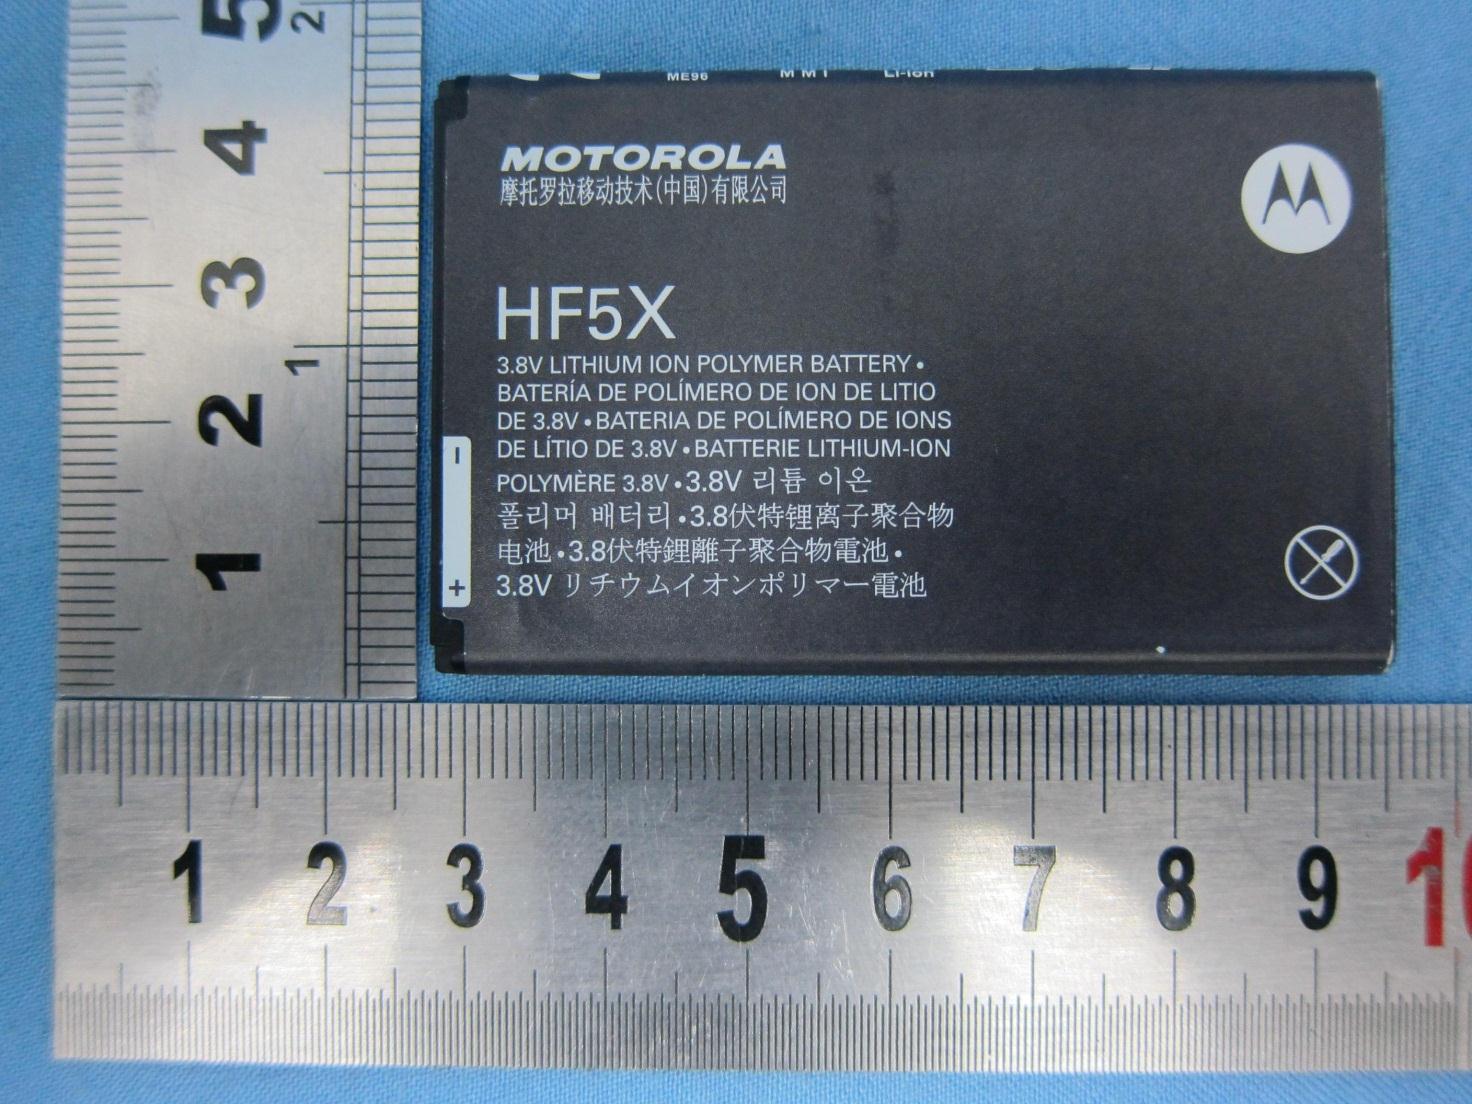 ME96 MMI Li-ion
MOTOROLA
摩托罗拉移动技术(中国)有限公司
HF5X
3.8V LITHIUM ION POLYMER BATTERY •
BATERÍA DE POLÍMERO DE ION DE LITIO
DE 3.8V • BATERIA DE POLÍMERO DE IONS
DE LÍTIO DE 3.8V • BATTERIE LITHIUM-ION
POLYMÈRE 3.8V • 3.8V 리튬 이온
폴리머 배터리 • 3.8伏特锂离子聚合物
电池 • 3.8伏特鋰離子聚合物電池 •
3.8V リチウムイオンポリマー電池
-
+
5 4 3 2 1
2 1
1 2 3 4 5 6 7 8 9 10